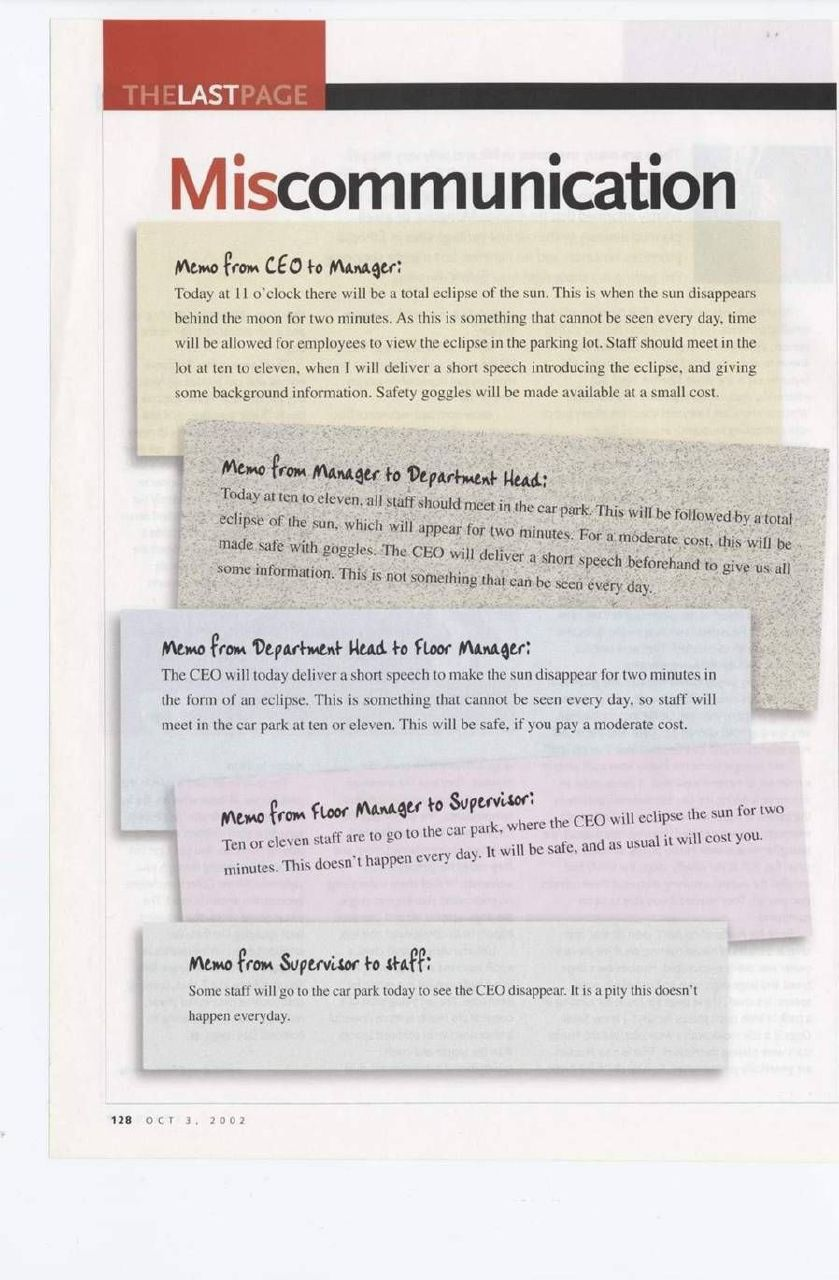 THELASTPAGE
Miscommunication
Memo from CEO to Manager:
Today at 11 o'clock there will be a total eclipse of the sun. This is when the sun disappears
behind the moon for two minutes. As this is something that cannot be seen every day, time
will be allowed for employees to view the eclipse in the parking lot. Staff should meet in the
lot at ten to eleven, when I will deliver a short speech introducing the eclipse, and giving
some background information. Safety goggles will be made available at a small cost.
Memo from Manager to Department Head:
Today at ten to eleven, all staff should meet in the car park. This will be followed by a total
eclipse of the sun, which will appear for two minutes. For a moderate cost, this will be
made safe with goggles. The CEO will deliver a short speech beforehand to give us all
some information. This is not something that can be seen every day.
Memo from Department Head to Floor Manager:
The CEO will today deliver a short speech to make the sun disappear for two minutes in
the form of an eclipse. This is something that cannot be seen every day, so staff will
meet in the car park at ten or eleven. This will be safe, if you pay a moderate cost.
Memo from Floor Manager to Supervisor:
Ten or eleven staff are to go to the car park, where the CEO will eclipse the sun for two
minutes. This doesn't happen every day. It will be safe, and as usual it will cost you.
Memo from Supervisor to staff:
Some staff will go to the car park today to see the CEO disappear. It is a pity this doesn't
happen everyday.
128 OCT 3, 2002